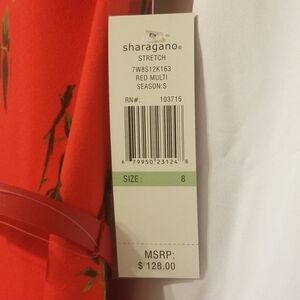 sharagano®
STRETCH
7W8S12K163
RED MULTI
SEASON:S
RN#: 103715
6 79950 23124 8
SIZE: 8
MSRP:
$ 128.00